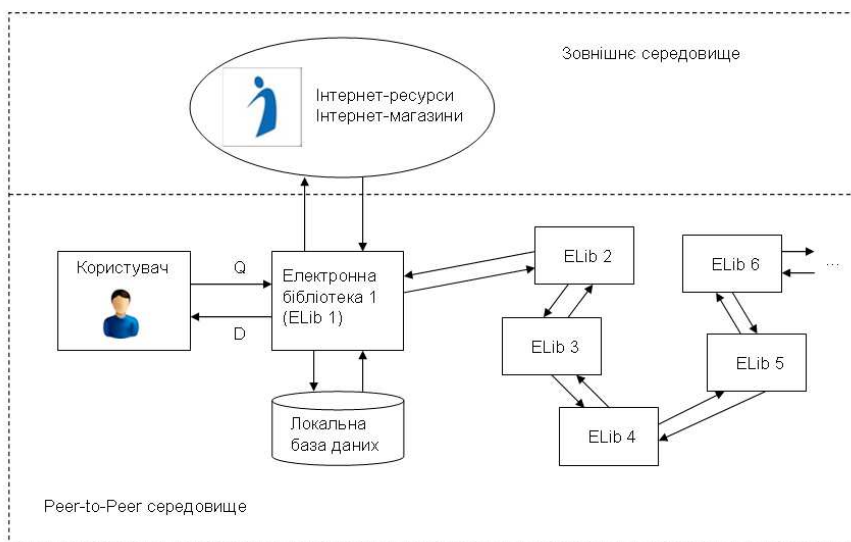 Зовнішнє середовище
Інтернет-ресурси
Інтернет-магазини
Користувач
Q
D
Електронна
бібліотека 1
(ELib 1)
ELib 2
ELib 6
...
ELib 3
ELib 5
ELib 4
Локальна
база даних
Peer-to-Peer середовище